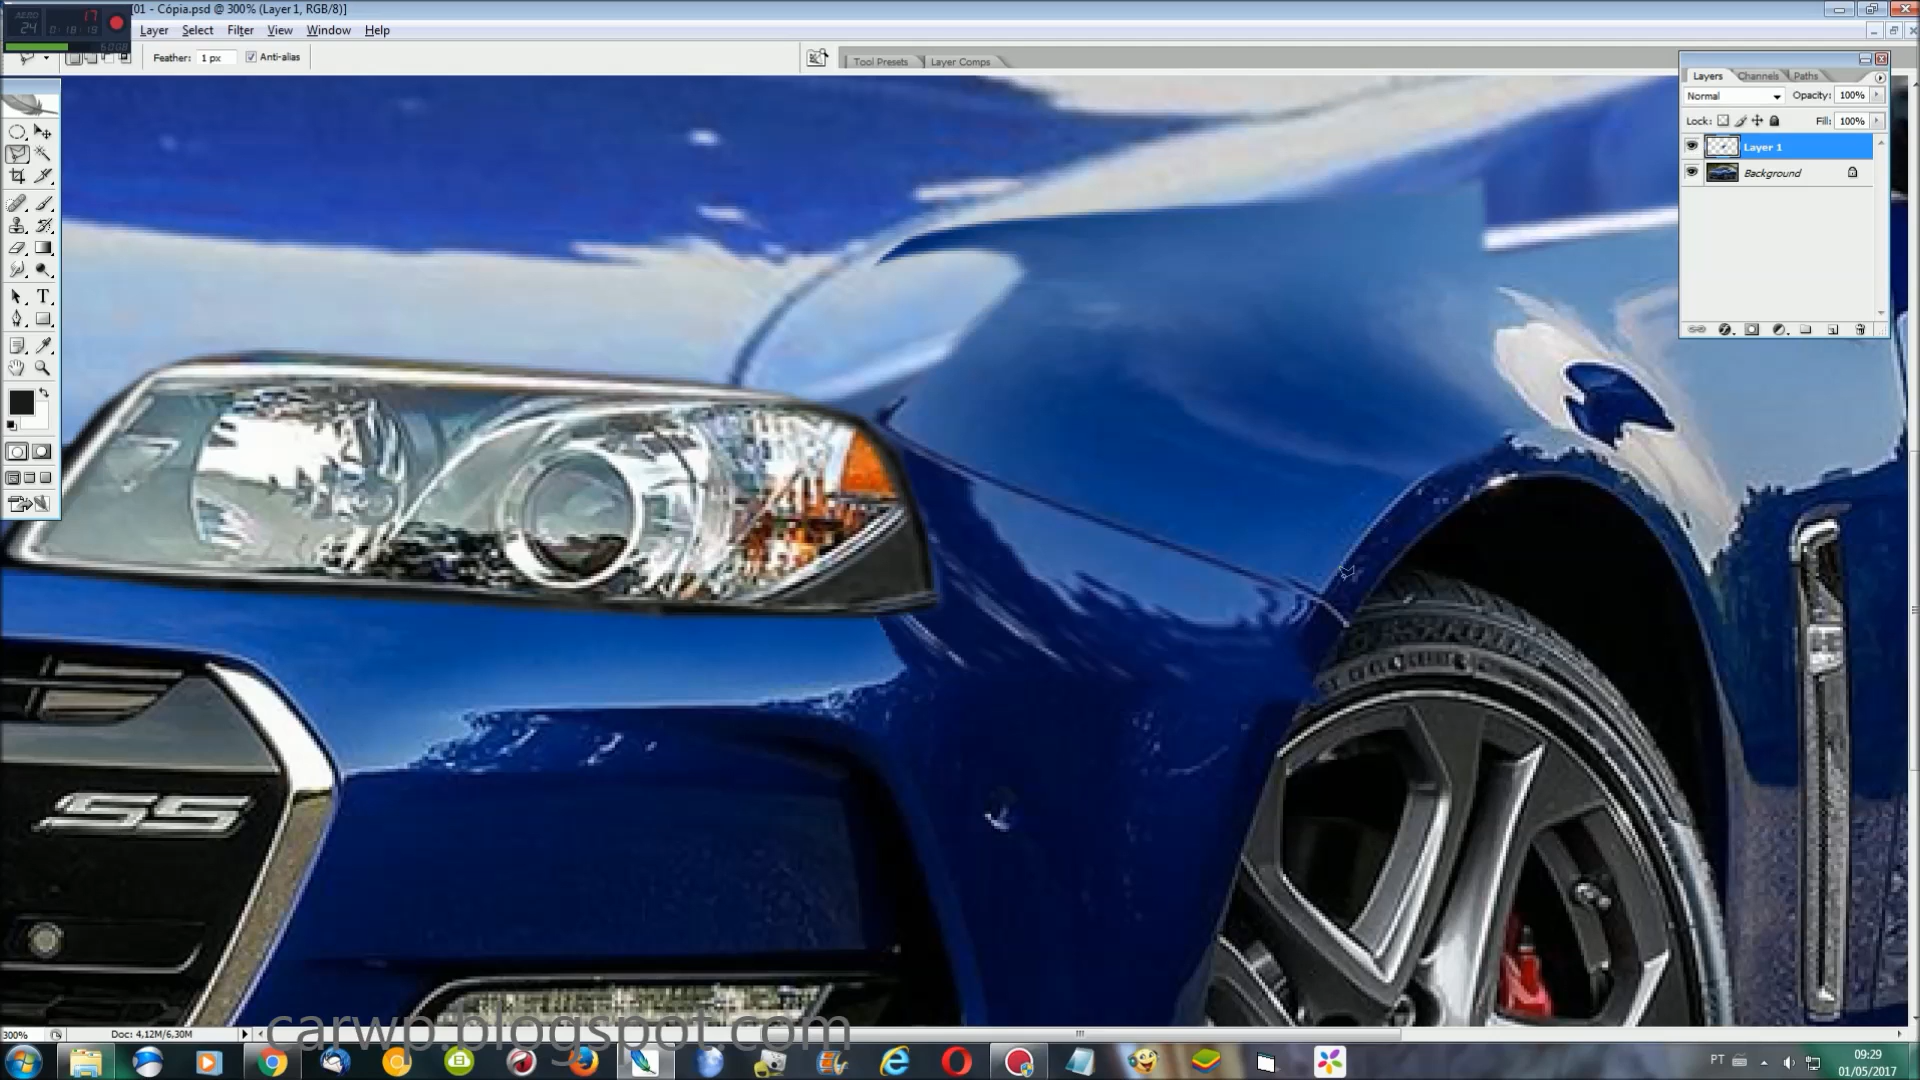 01 - Cópia.psd @ 300% (Layer 1, RGB/8)]
Layer Select Filter View Window Help
Feather: 1 px Anti-alias
Tool Presets Layer Comps
Layers Channels Paths
Normal Opacity: 100%
Lock: Fill: 100%
Layer 1
Background
SS
300% Doc: 4,12M/6,30M
carwp.blogspot.com
PT
09:29
01/05/2017